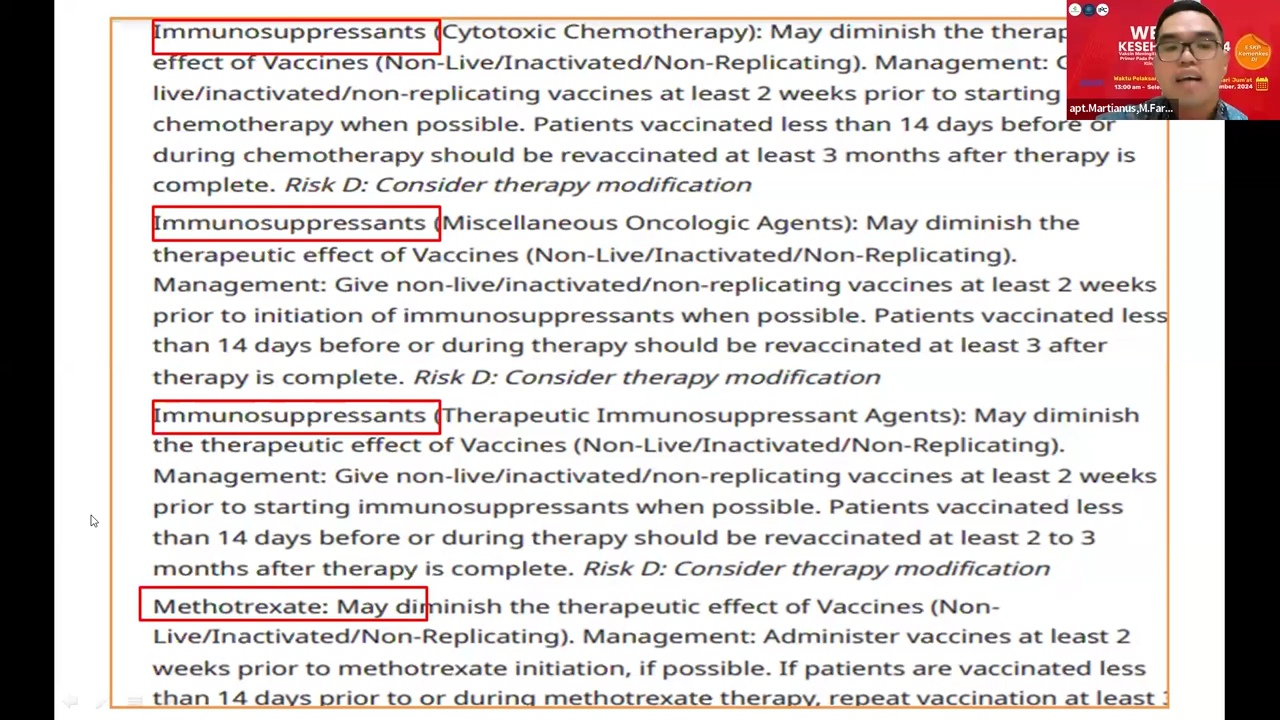 Immunosuppressants (Cytotoxic Chemotherapy): May diminish the
effect of Vaccines (Non-Live/Inactivated/Non-Replicating). Management:
live/inactivated/non-replicating vaccines at least 2 weeks prior to starting
chemotherapy when possible. Patients vaccinated less than 14 days before or
during chemotherapy should be revaccinated at least 3 months after therapy is
complete. Risk D: Consider therapy modification
Immunosuppressants (Miscellaneous Oncologic Agents): May diminish the
therapeutic effect of Vaccines (Non-Live/Inactivated/Non-Replicating).
Management: Give non-live/inactivated/non-replicating vaccines at least 2 weeks
prior to initiation of immunosuppressants when possible. Patients vaccinated less
than 14 days before or during therapy should be revaccinated at least 3 after
therapy is complete. Risk D: Consider therapy modification
Immunosuppressants (Therapeutic Immunosuppressant Agents): May diminish
the therapeutic effect of Vaccines (Non-Live/Inactivated/Non-Replicating).
Management: Give non-live/inactivated/non-replicating vaccines at least 2 weeks
prior to starting immunosuppressants when possible. Patients vaccinated less
than 14 days before or during therapy should be revaccinated at least 2 to 3
months after therapy is complete. Risk D: Consider therapy modification
Methotrexate: May diminish the therapeutic effect of Vaccines (Non-
Live/Inactivated/Non-Replicating). Management: Administer vaccines at least 2
weeks prior to methotrexate initiation, if possible. If patients are vaccinated less
than 14 days prior to or during methotrexate therapy, repeat vaccination at least
apt.Martianus,M.Far...